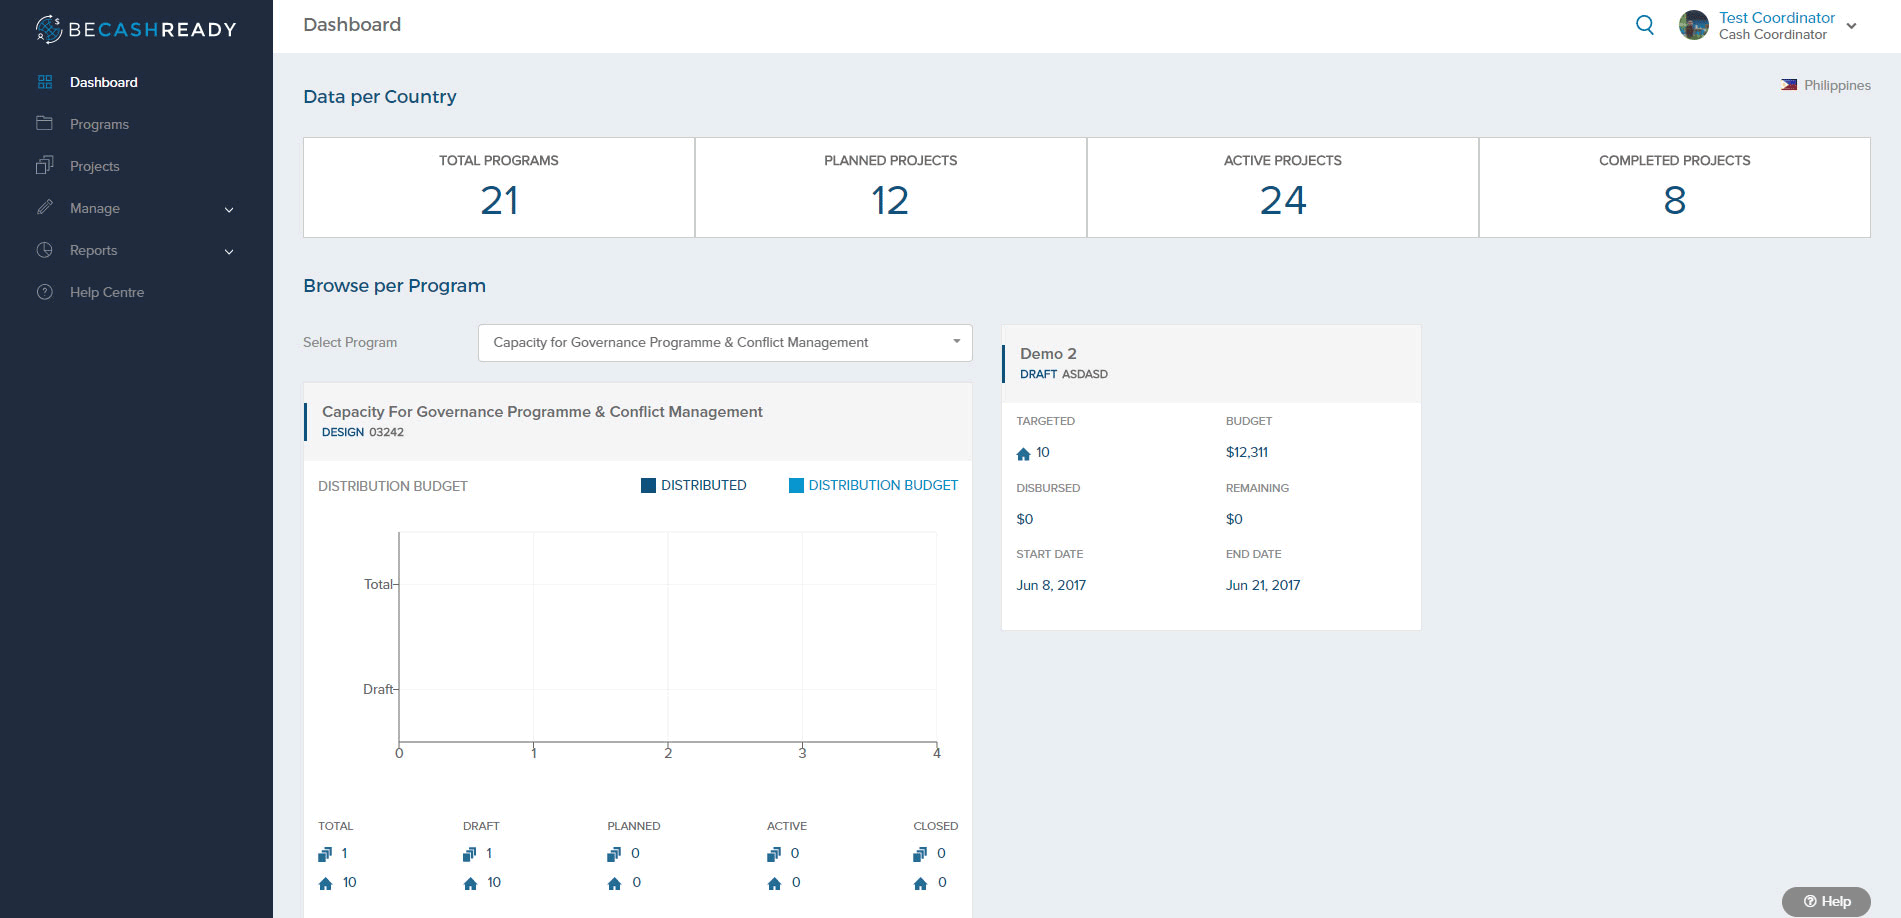 BECASHREADY
Dashboard
Programs
Projects
Manage
Reports
Help Centre
Dashboard
Test Coordinator
Cash Coordinator
Data per Country
Philippines
TOTAL PROGRAMS
21
PLANNED PROJECTS
12
ACTIVE PROJECTS
24
COMPLETED PROJECTS
8
Browse per Program
Select Program
Capacity for Governance Programme & Conflict Management
Capacity For Governance Programme & Conflict Management
DESIGN 03242
DISTRIBUTION BUDGET
DISTRIBUTED
DISTRIBUTION BUDGET
Total
Draft
0 1 2 3 4
TOTAL DRAFT PLANNED ACTIVE CLOSED
1 1 0 0 0
10 10 0 0 0
Demo 2
DRAFT ASDASD
TARGETED BUDGET
10 $12,311
DISBURSED REMAINING
$0 $0
START DATE END DATE
Jun 8, 2017 Jun 21, 2017
Help